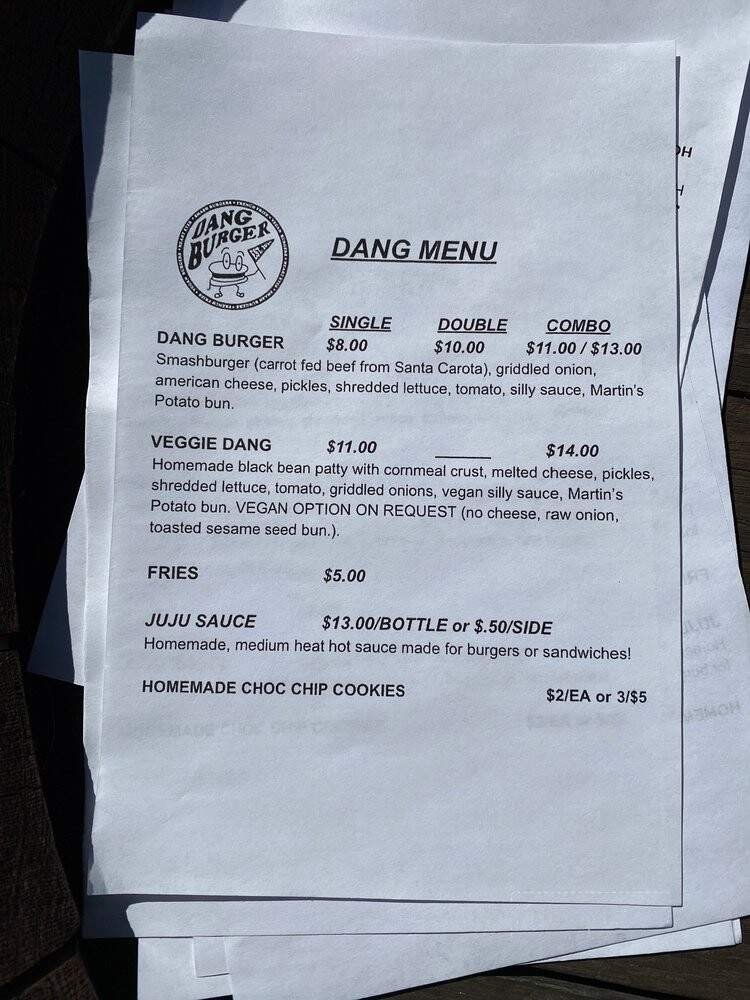 DANG
BURGER
DANG MENU
SINGLE DOUBLE COMBO
DANG BURGER $8.00 $10.00 $11.00 / $13.00
Smashburger (carrot fed beef from Santa Carota), griddled onion,
american cheese, pickles, shredded lettuce, tomato, silly sauce, Martin's
Potato bun.
VEGGIE DANG $11.00 ______ $14.00
Homemade black bean patty with cornmeal crust, melted cheese, pickles,
shredded lettuce, tomato, griddled onions, vegan silly sauce, Martin's
Potato bun. VEGAN OPTION ON REQUEST (no cheese, raw onion,
toasted sesame seed bun.).
FRIES $5.00
JUJU SAUCE $13.00/BOTTLE or $.50/SIDE
Homemade, medium heat hot sauce made for burgers or sandwiches!
HOMEMADE CHOC CHIP COOKIES $2/EA or 3/$5